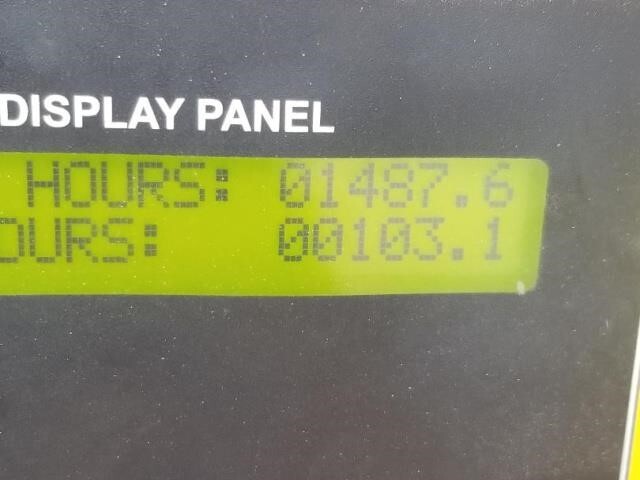 DISPLAY PANEL
HOURS: 01487.6
OURS: 00103.1